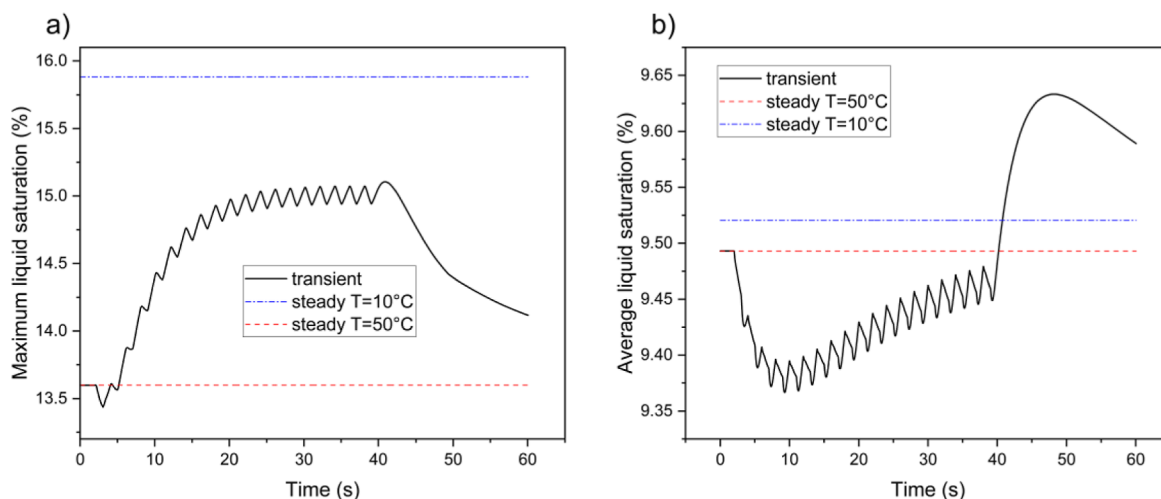 a)
Maximum liquid saturation (%)
16.0
15.5
15.0
14.5
14.0
13.5
transient
steady T=10°C
steady T=50°C
0 10 20 30 40 50 60
Time (s)
b)
Average liquid saturation (%)
9.65
9.60
9.55
9.50
9.45
9.40
9.35
transient
steady T=50°C
steady T=10°C
0 10 20 30 40 50 60
Time (s)